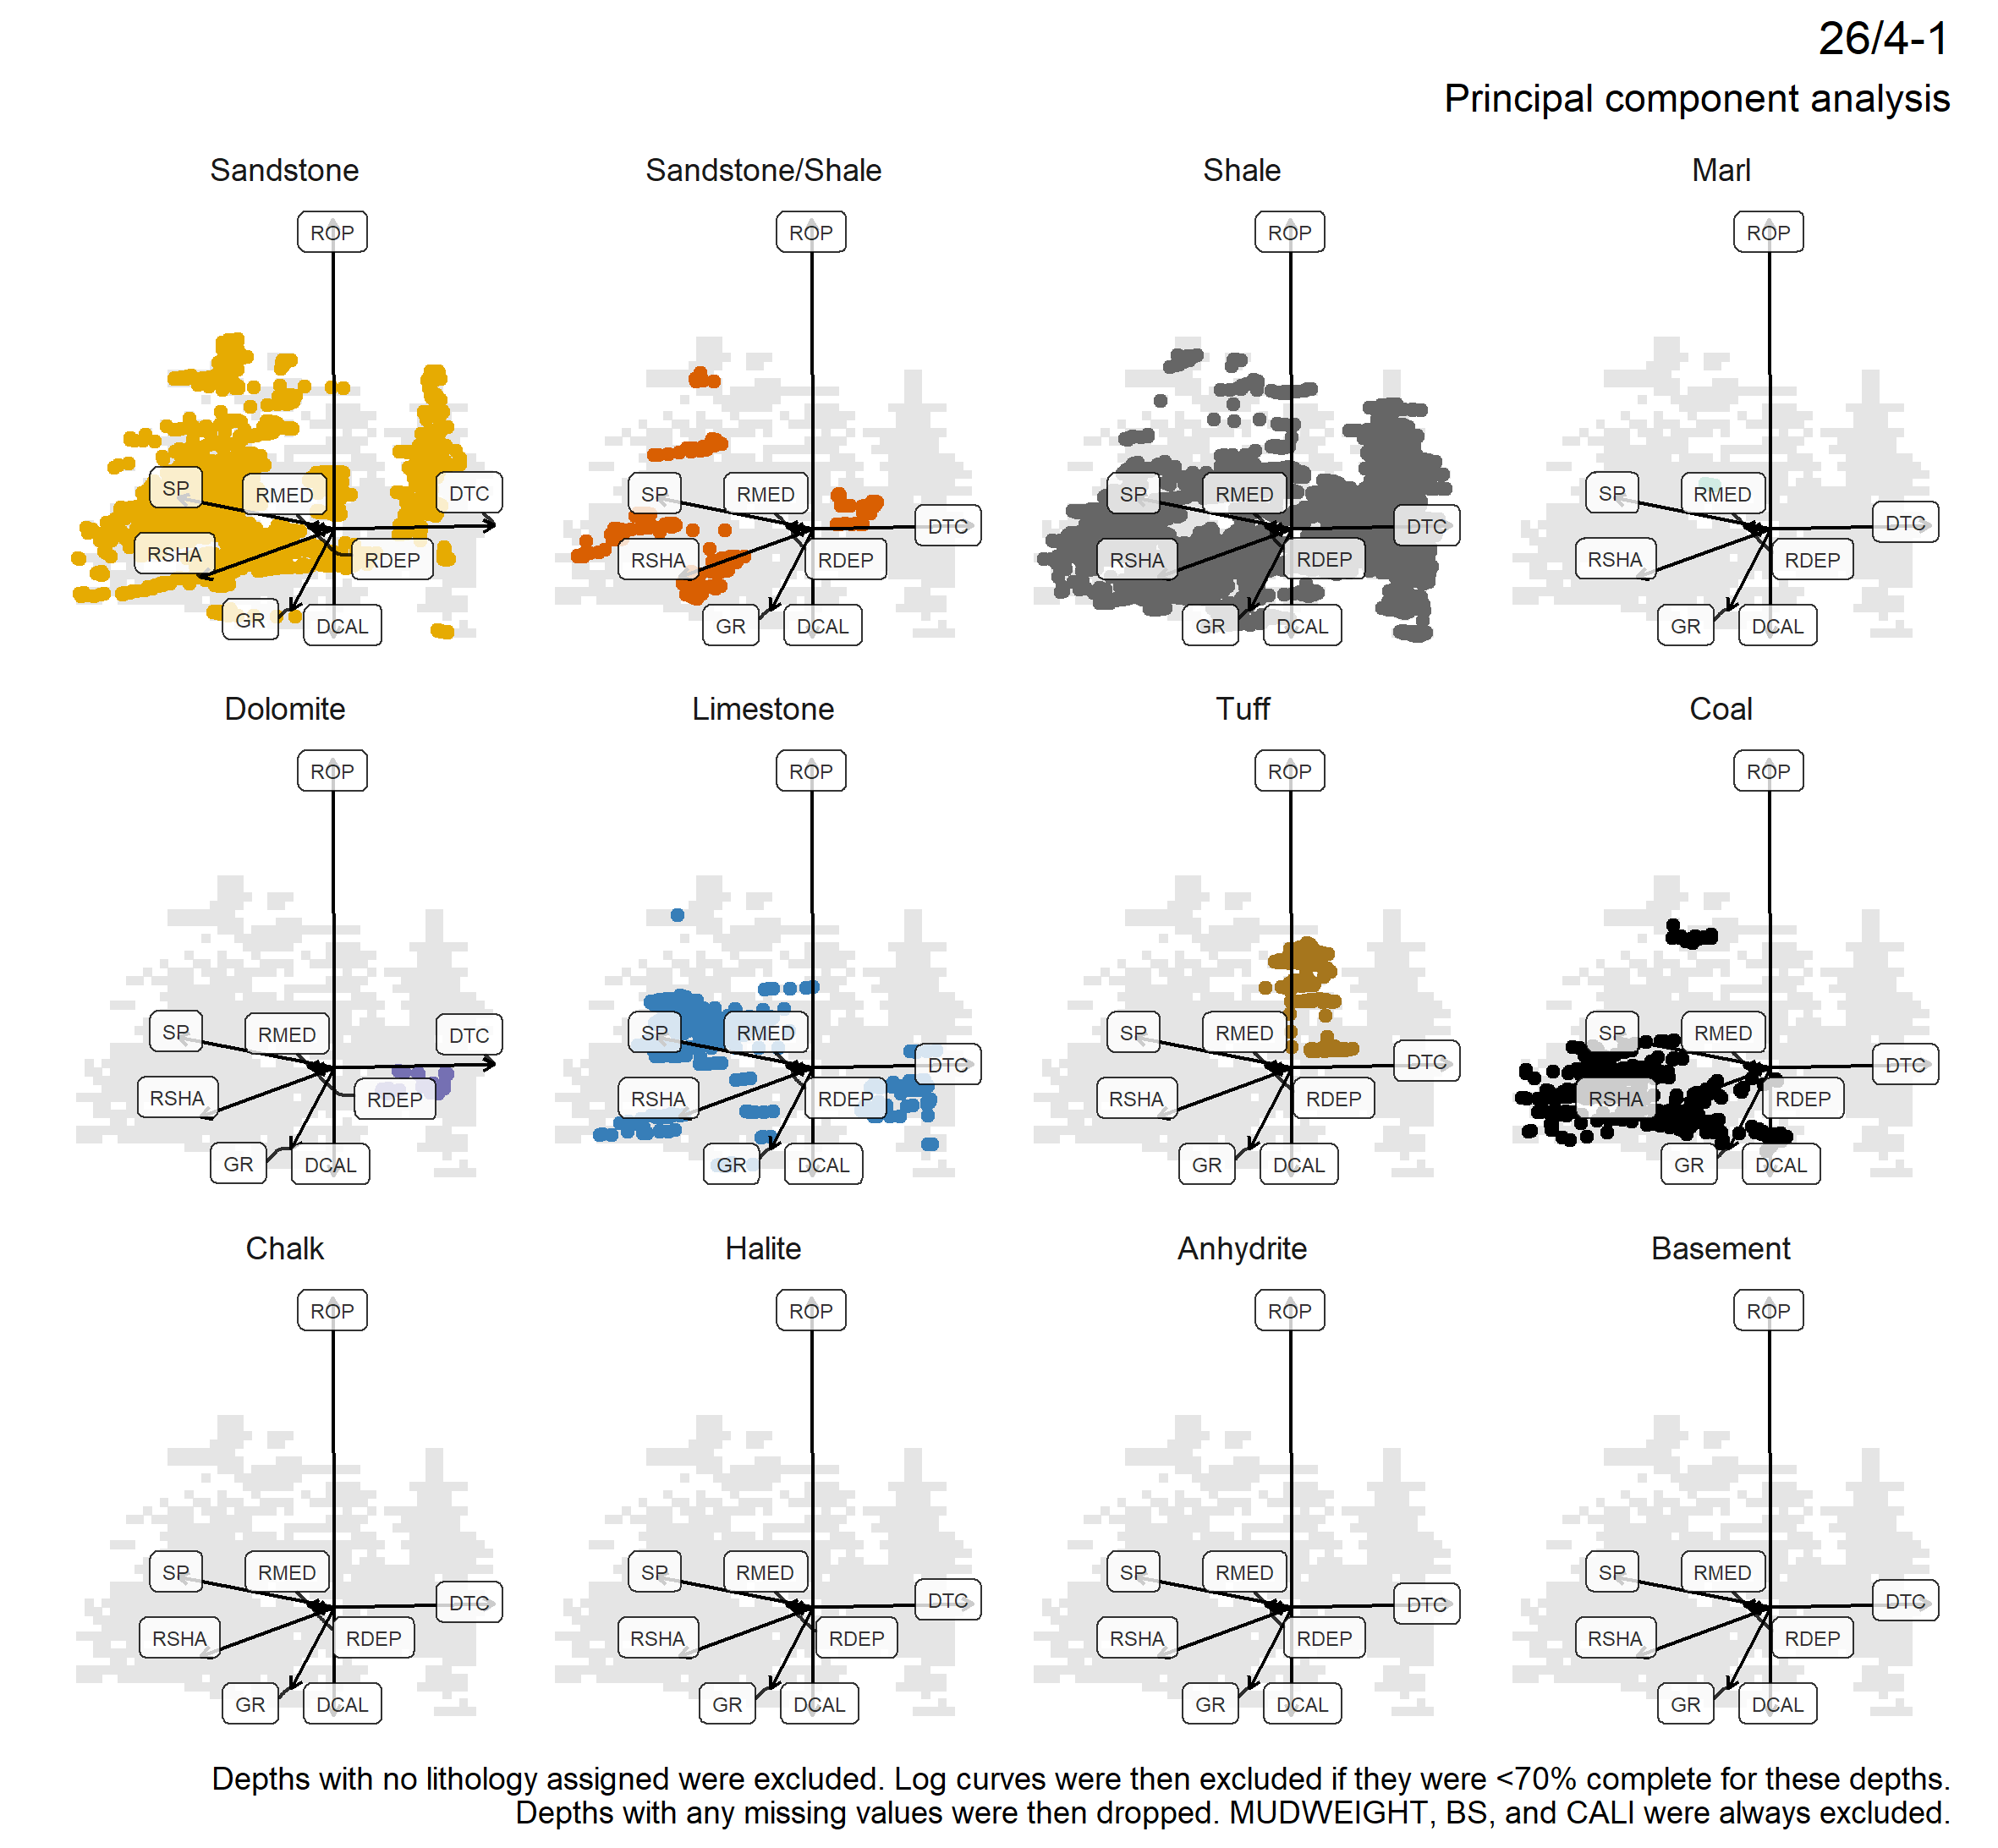 26/4-1
Principal component analysis
Sandstone
ROP
SP
RMED
DTC
RSHA
RDEP
GR
DCAL
Sandstone/Shale
ROP
SP
RMED
DTC
RSHA
RDEP
GR
DCAL
Shale
ROP
SP
RMED
DTC
RSHA
RDEP
GR
DCAL
Marl
ROP
SP
RMED
DTC
RSHA
RDEP
GR
DCAL
Dolomite
ROP
SP
RMED
DTC
RSHA
RDEP
GR
DCAL
Limestone
ROP
SP
RMED
DTC
RSHA
RDEP
GR
DCAL
Tuff
ROP
SP
RMED
DTC
RSHA
RDEP
GR
DCAL
Coal
ROP
SP
RMED
DTC
RSHA
RDEP
GR
DCAL
Chalk
ROP
SP
RMED
DTC
RSHA
RDEP
GR
DCAL
Halite
ROP
SP
RMED
DTC
RSHA
RDEP
GR
DCAL
Anhydrite
ROP
SP
RMED
DTC
RSHA
RDEP
GR
DCAL
Basement
ROP
SP
RMED
DTC
RSHA
RDEP
GR
DCAL
Depths with no lithology assigned were excluded. Log curves were then excluded if they were <70% complete for these depths.
Depths with any missing values were then dropped. MUDWEIGHT, BS, and CALI were always excluded.